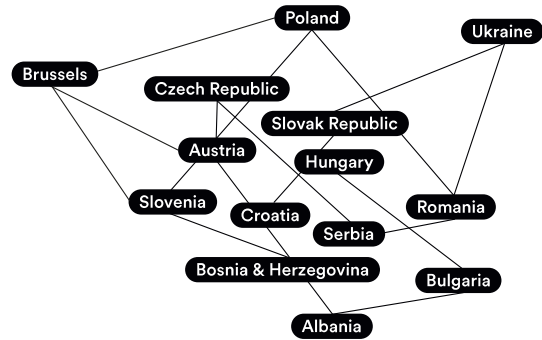 Poland
Ukraine
Brussels
Czech Republic
Slovak Republic
Austria
Hungary
Slovenia
Croatia
Romania
Serbia
Bosnia & Herzegovina
Bulgaria
Albania